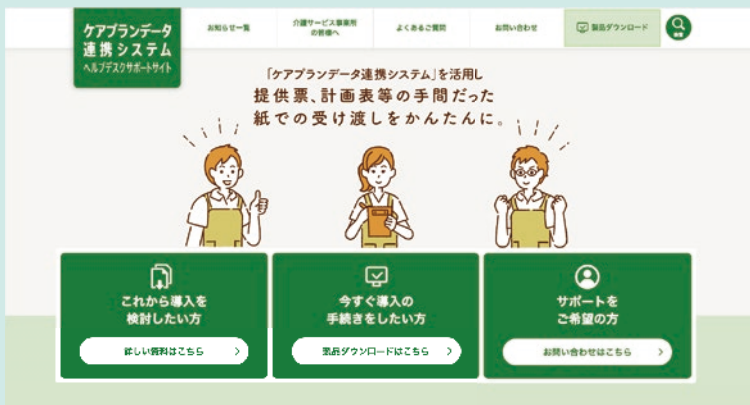 ケアプランデータ
連携システム
ヘルプデスクサポートサイト
お知らせ一覧
介護サービス事業所
の皆様へ
よくあるご質問
お問い合わせ
製品ダウンロード
検索
「ケアプランデータ連携システム」を活用し
提供票、計画表等の手間だった
紙での受け渡しをかんたんに。
これから導入を
検討したい方
詳しい資料はこちら
今すぐ導入の
手続きをしたい方
製品ダウンロードはこちら
サポートを
ご希望の方
お問い合わせはこちら